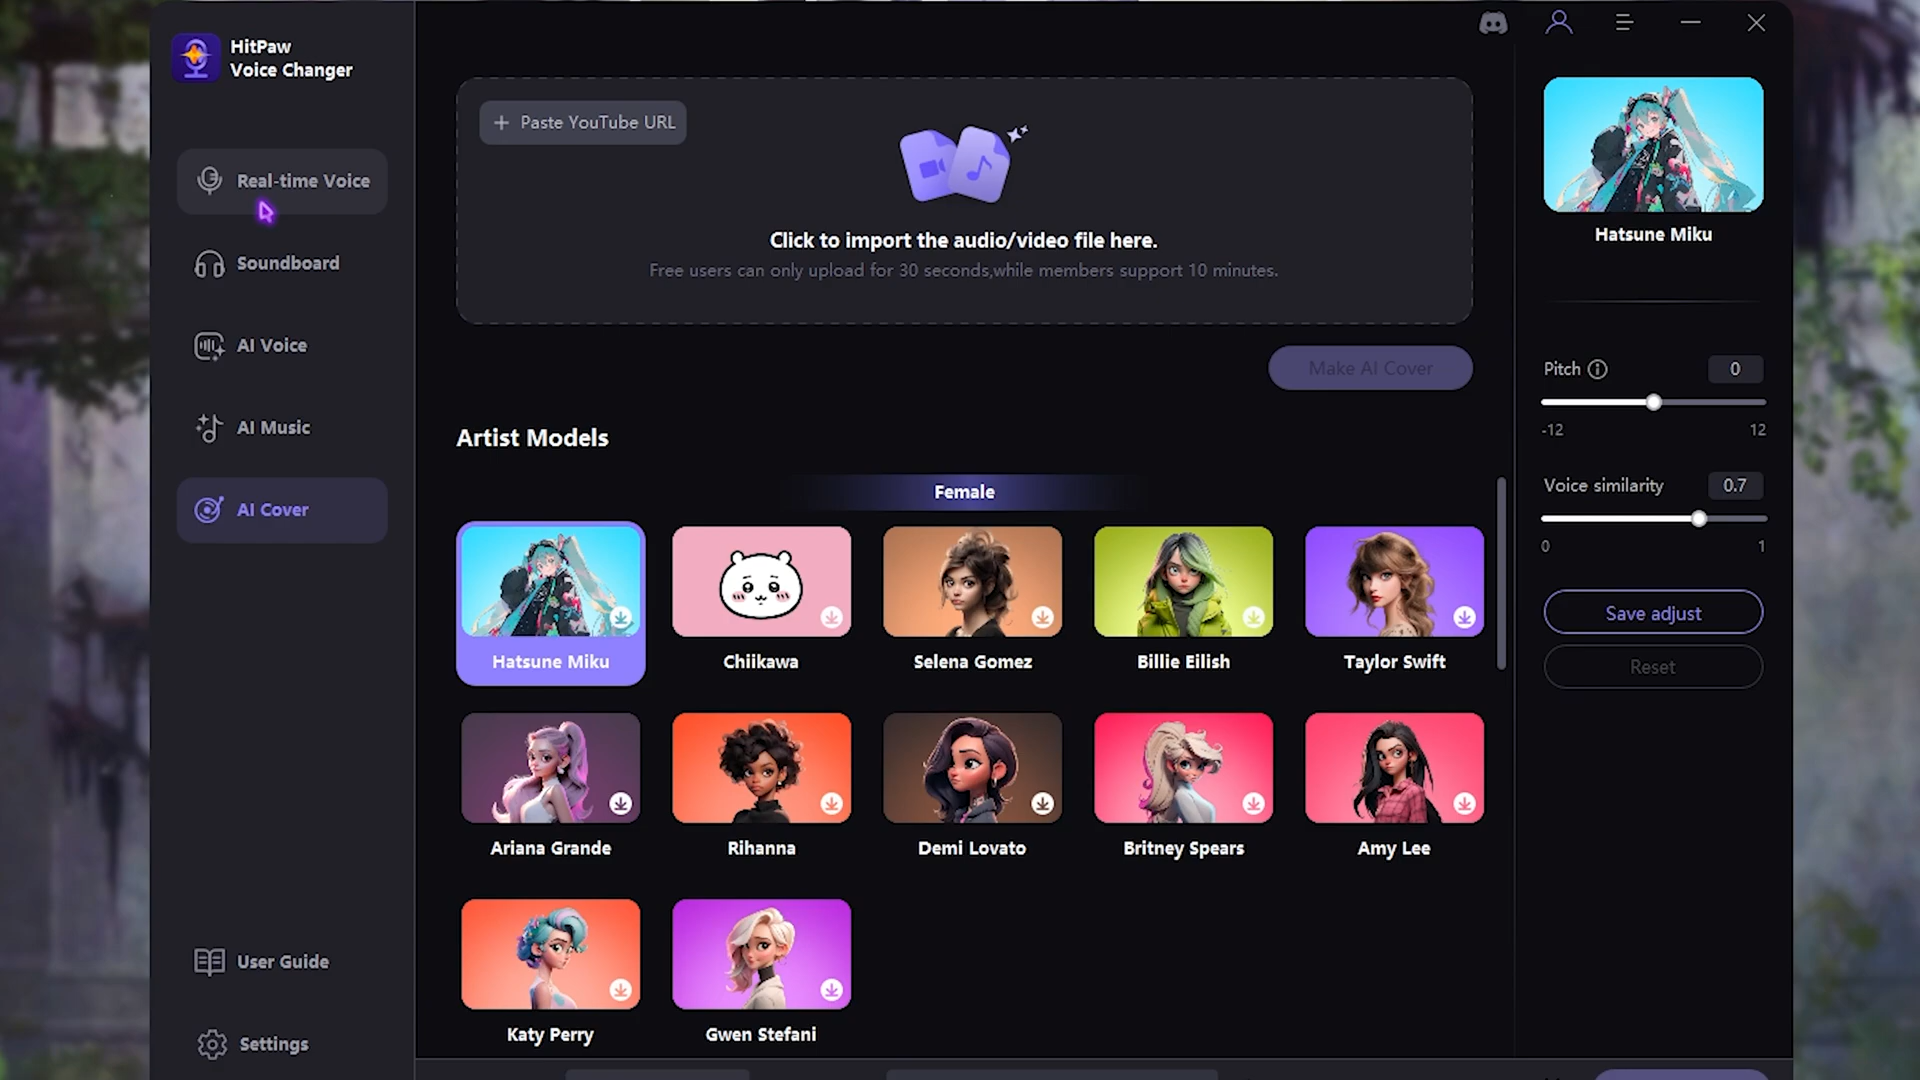 HitPaw
Voice Changer
Real-time Voice
Soundboard
AI Voice
AI Music
AI Cover
User Guide
Settings
+ Paste YouTube URL
Click to import the audio/video file here.
Free users can only upload for 30 seconds,while members support 10 minutes.
Make AI Cover
Artist Models
Female
Hatsune Miku
Chiikawa
Selena Gomez
Billie Eilish
Taylor Swift
Ariana Grande
Rihanna
Demi Lovato
Britney Spears
Amy Lee
Katy Perry
Gwen Stefani
Hatsune Miku
Pitch 0
-12 12
Voice similarity 0.7
0 1
Save adjust
Reset